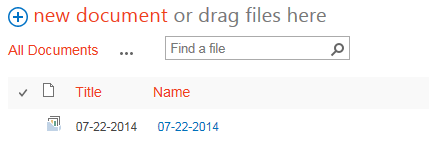 new document or drag files here
All Documents ... Find a file
Title Name
07-22-2014 07-22-2014